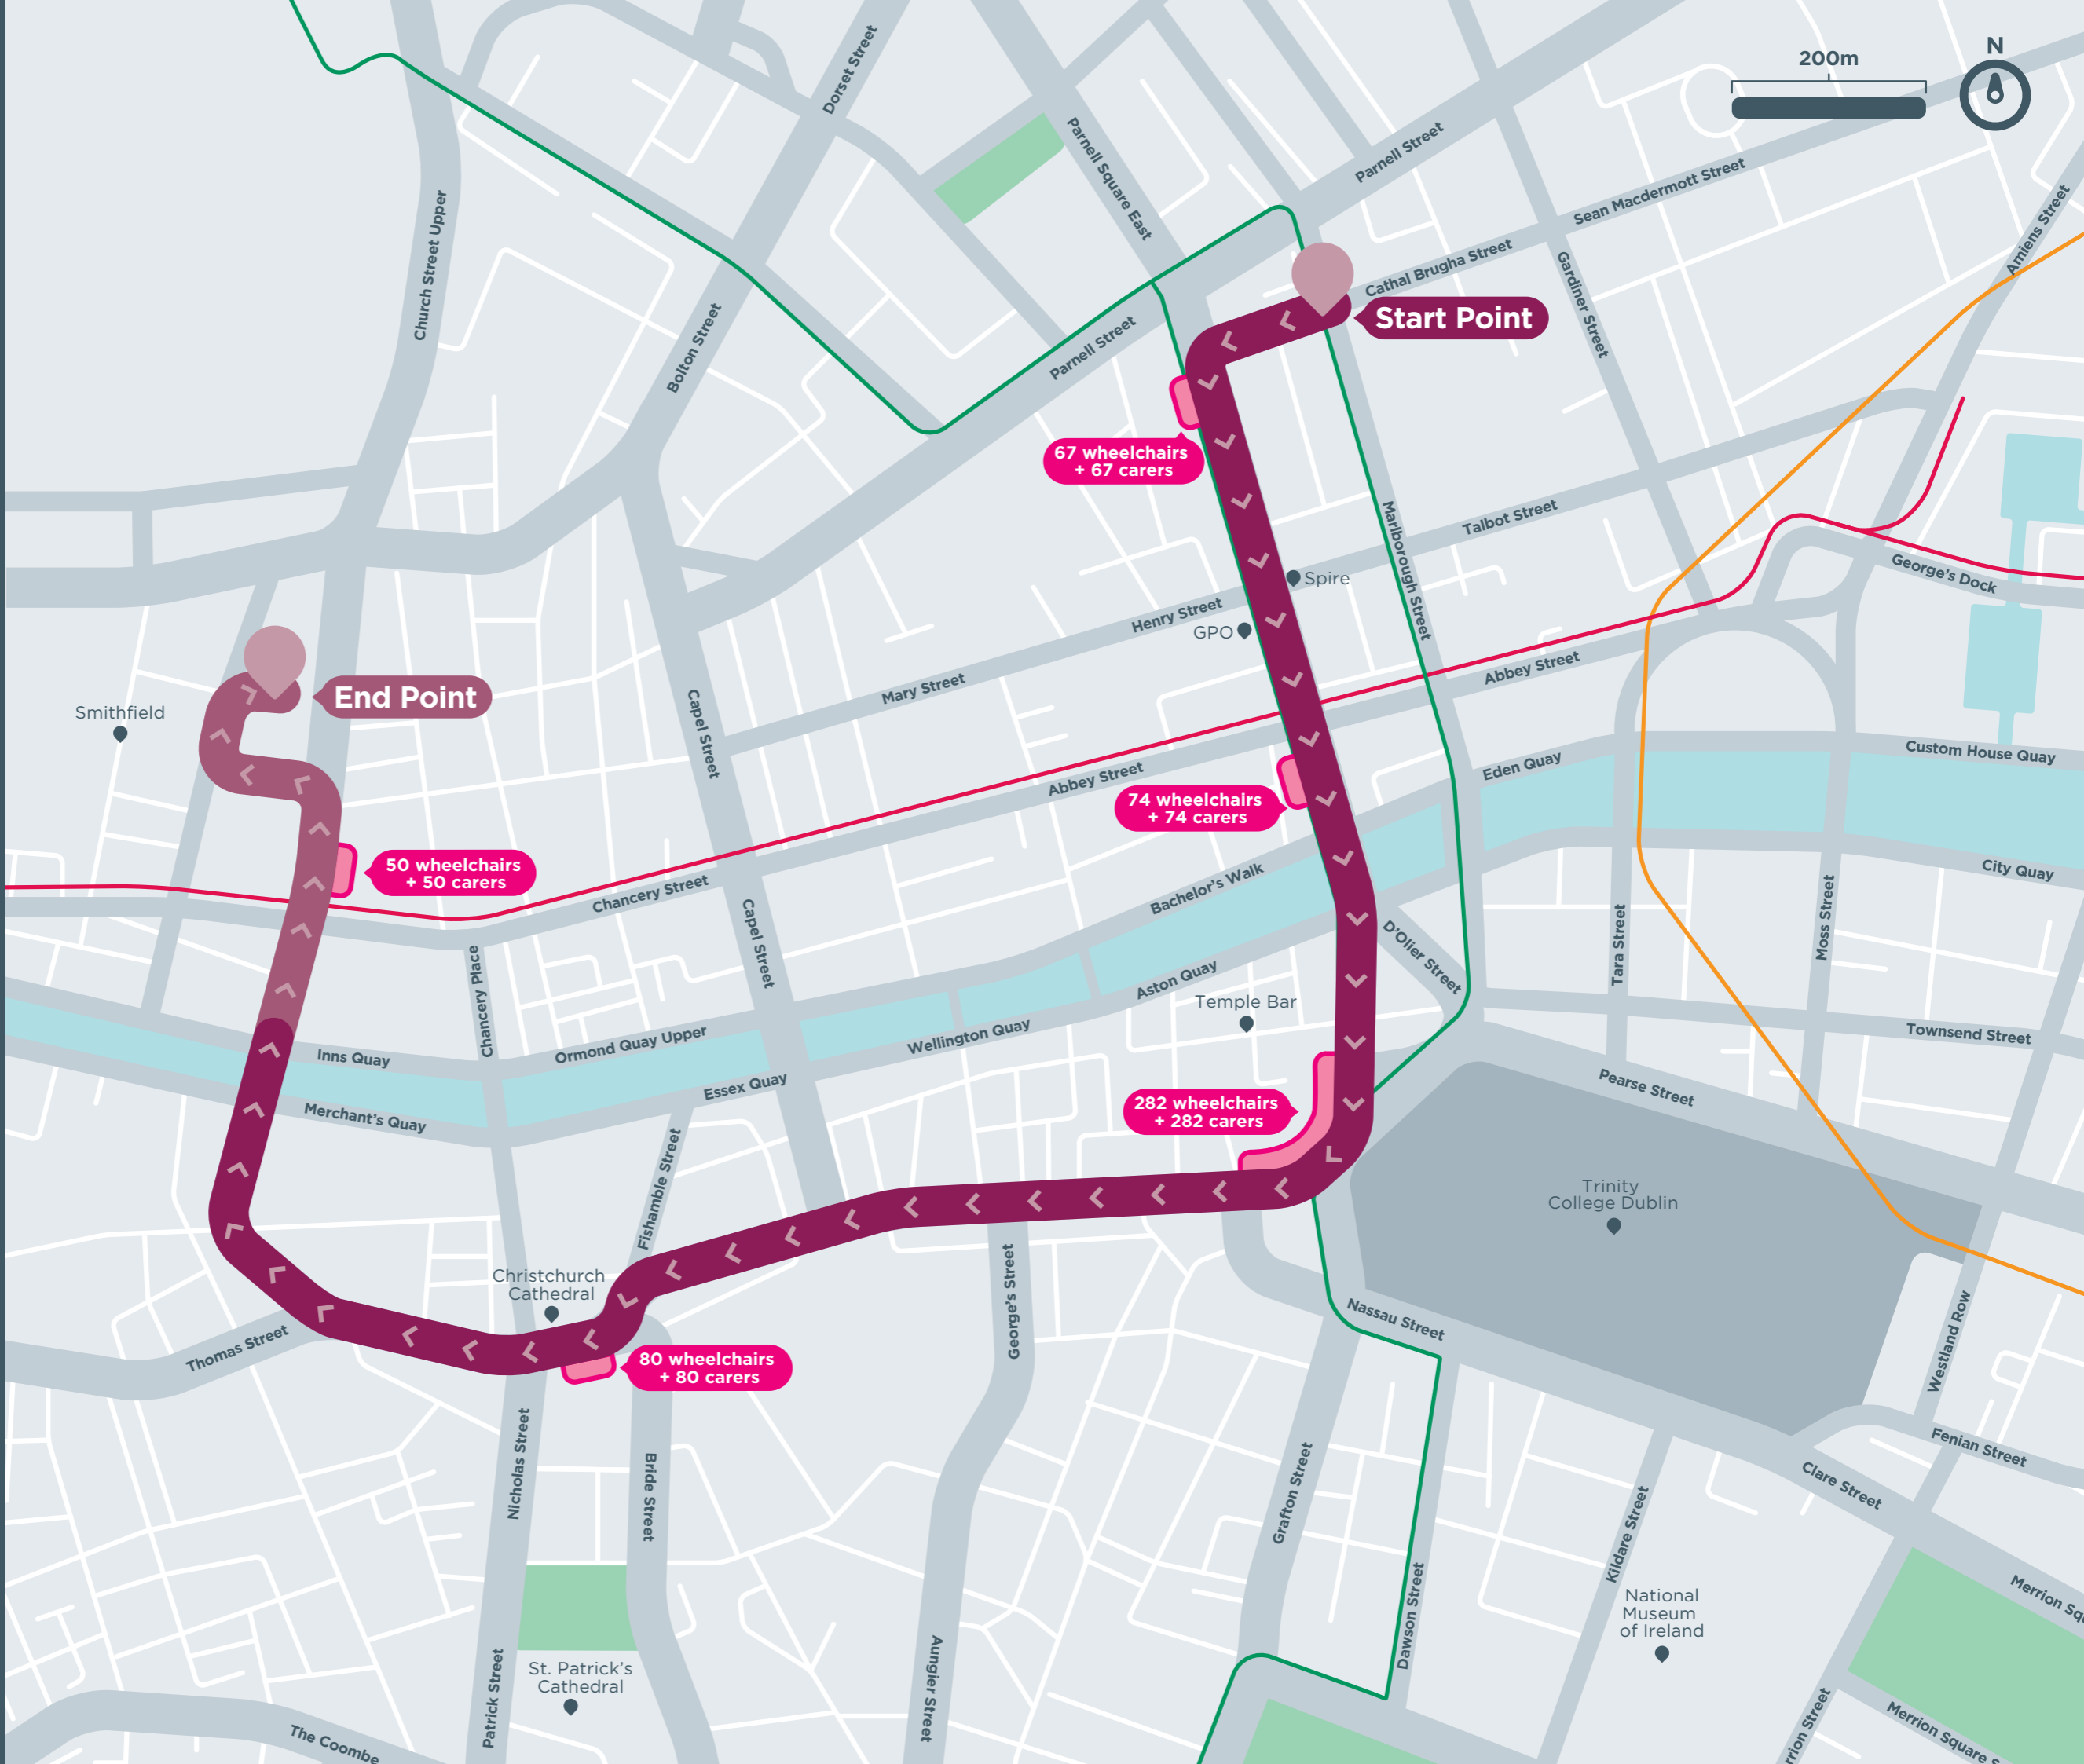 200m
N
Dorset Street
Parnell Square East
Parnell Street
Sean Macdermott Street
Amiens Street
Church Street Upper
Cathal Brugha Street
Gardiner Street
Start Point
Bolton Street
Parnell Street
67 wheelchairs
+ 67 carers
Marlborough Street
Talbot Street
George's Dock
Spire
Henry Street
GPO
Abbey Street
Mary Street
Capel Street
End Point
Smithfield
Custom House Quay
Eden Quay
Abbey Street
74 wheelchairs
+ 74 carers
50 wheelchairs
+ 50 carers
Chancery Street
Bachelor's Walk
City Quay
Moss Street
Tara Street
D'Olier Street
Capel Street
Aston Quay
Chancery Place
Temple Bar
Townsend Street
Inns Quay
Ormond Quay Upper
Wellington Quay
Essex Quay
Pearse Street
Merchant's Quay
282 wheelchairs
+ 282 carers
Fishamble Street
Trinity
College Dublin
Christchurch
Cathedral
George's Street
Nassau Street
Westland Row
Thomas Street
80 wheelchairs
+ 80 carers
Nicholas Street
Bride Street
Grafton Street
Fenian Street
Clare Street
Kildare Street
Dawson Street
National
Museum
of Ireland
Merrion Squ
St. Patrick's
Cathedral
Patrick Street
Aungier Street
rrion Street
Merrion Square S
The Coombe